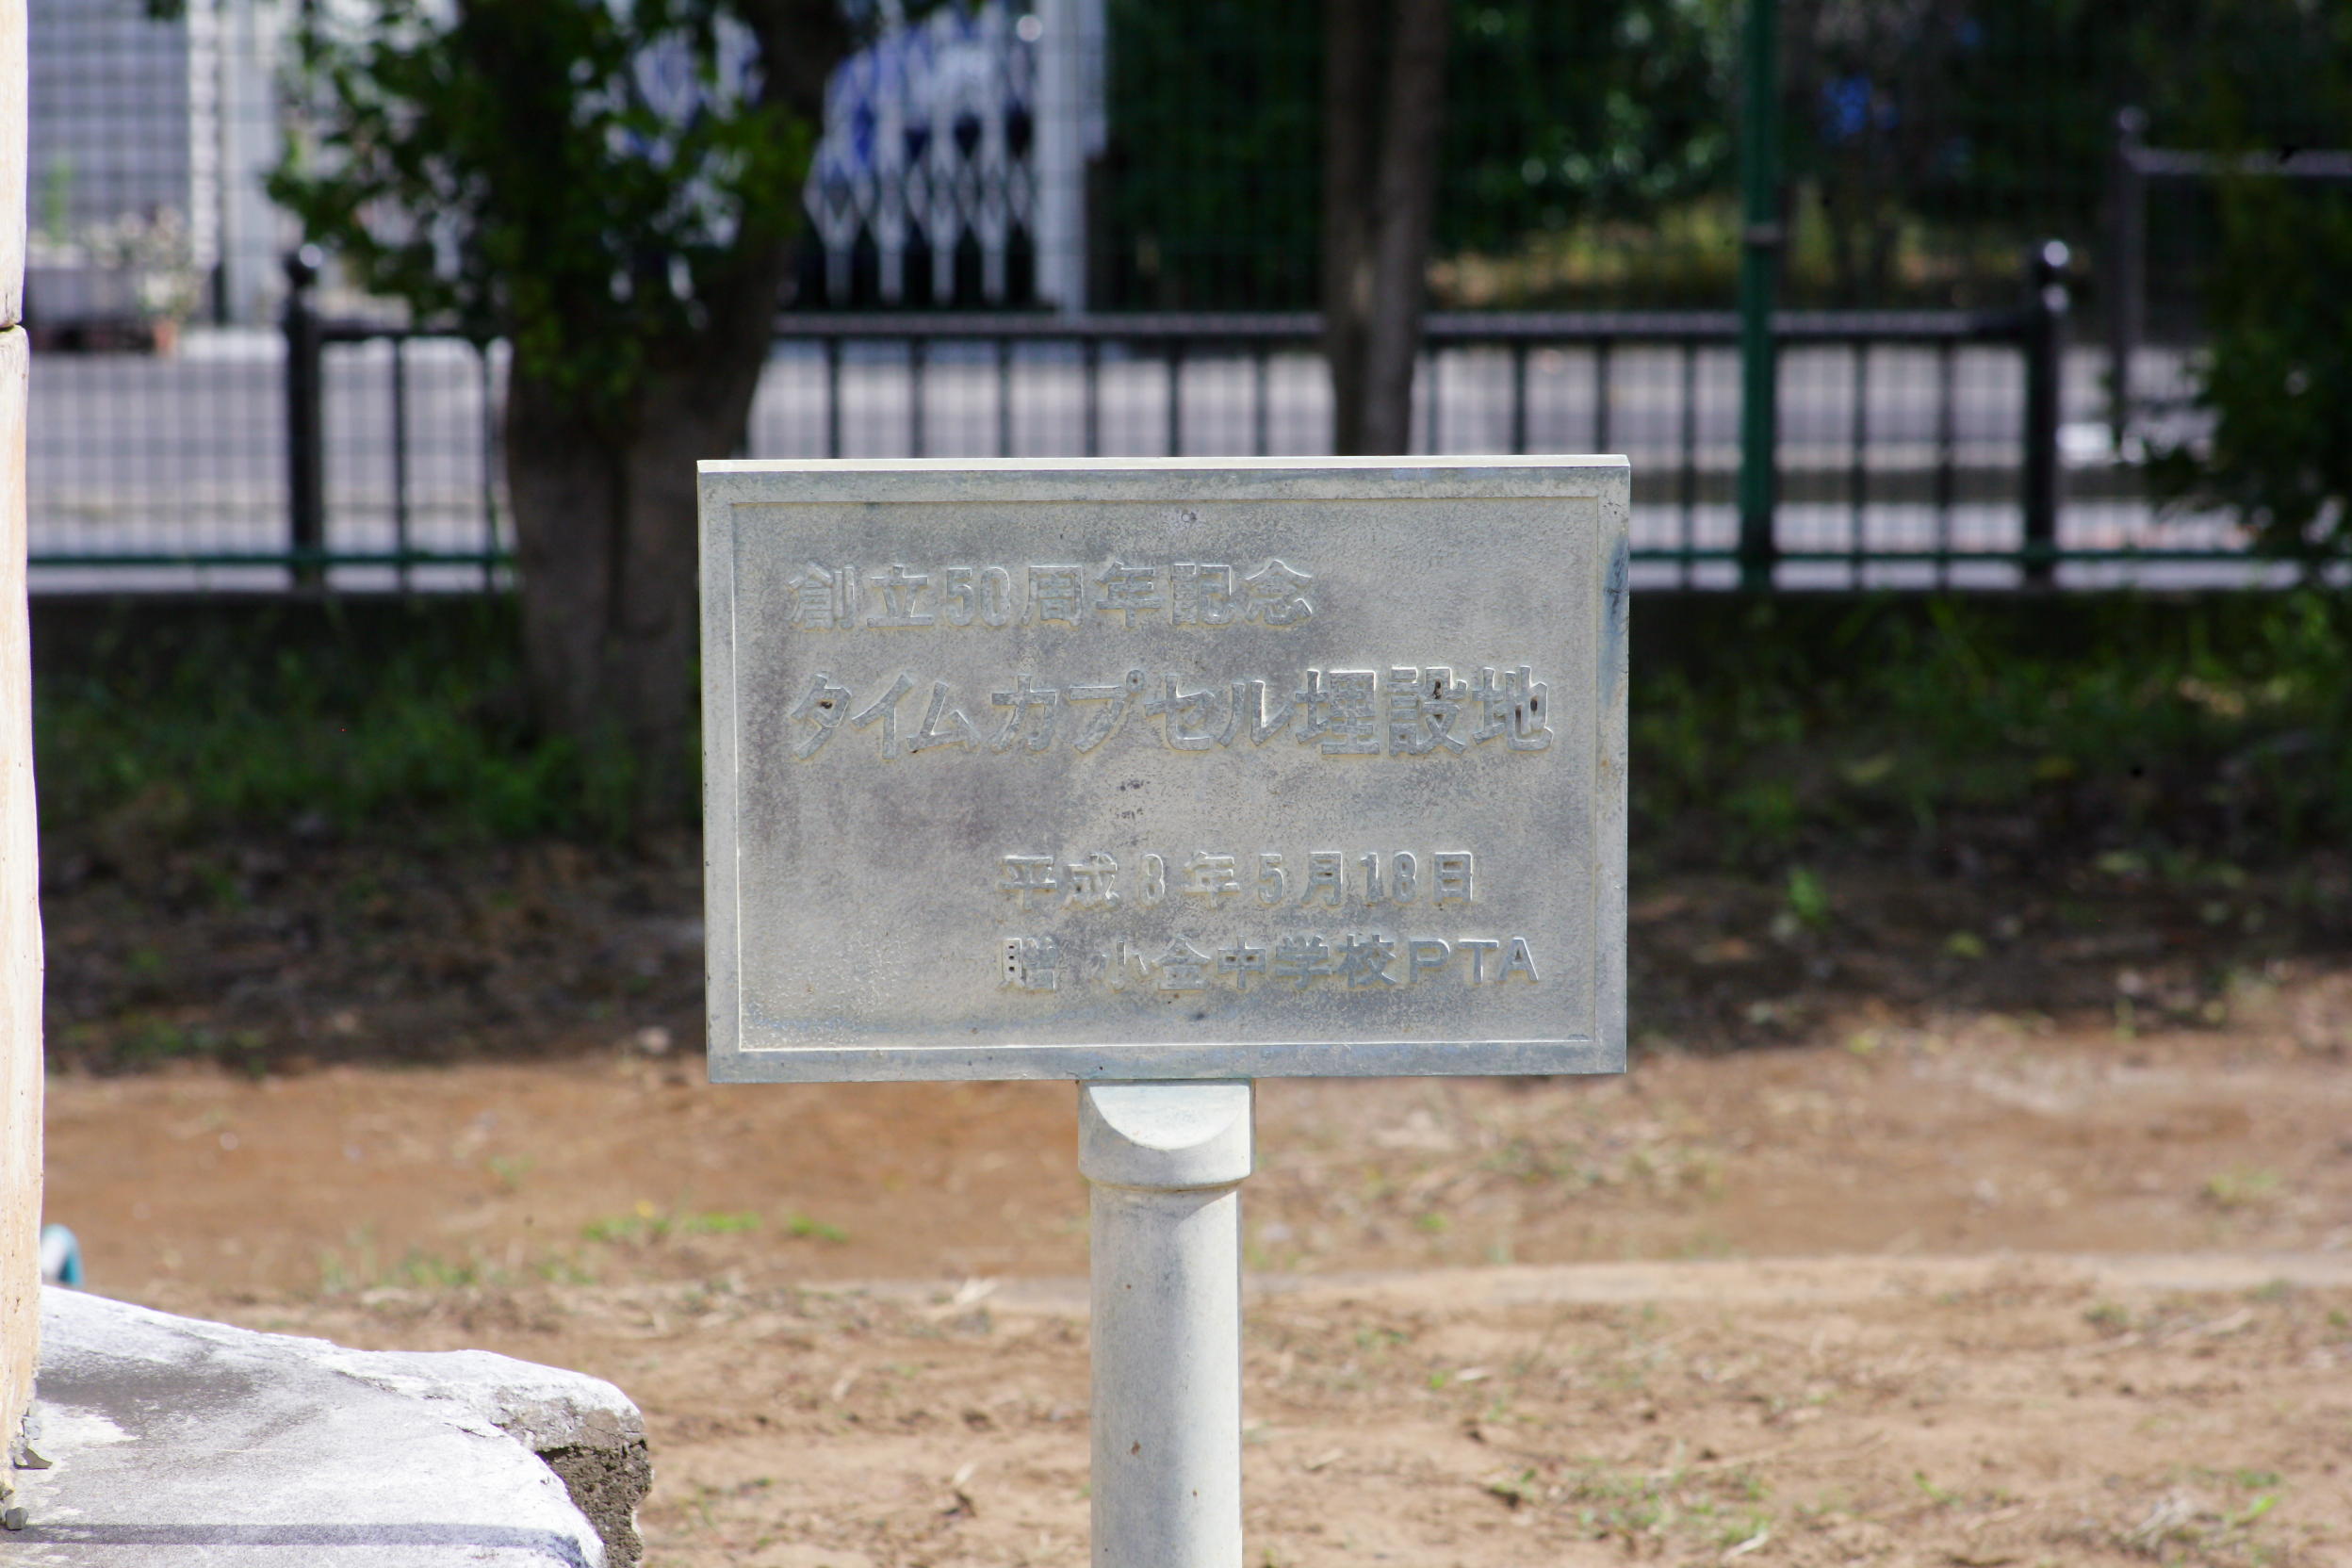 創立50周年記念
タイムカプセル埋設地
平成8年5月18日
贈 小金中学校PTA